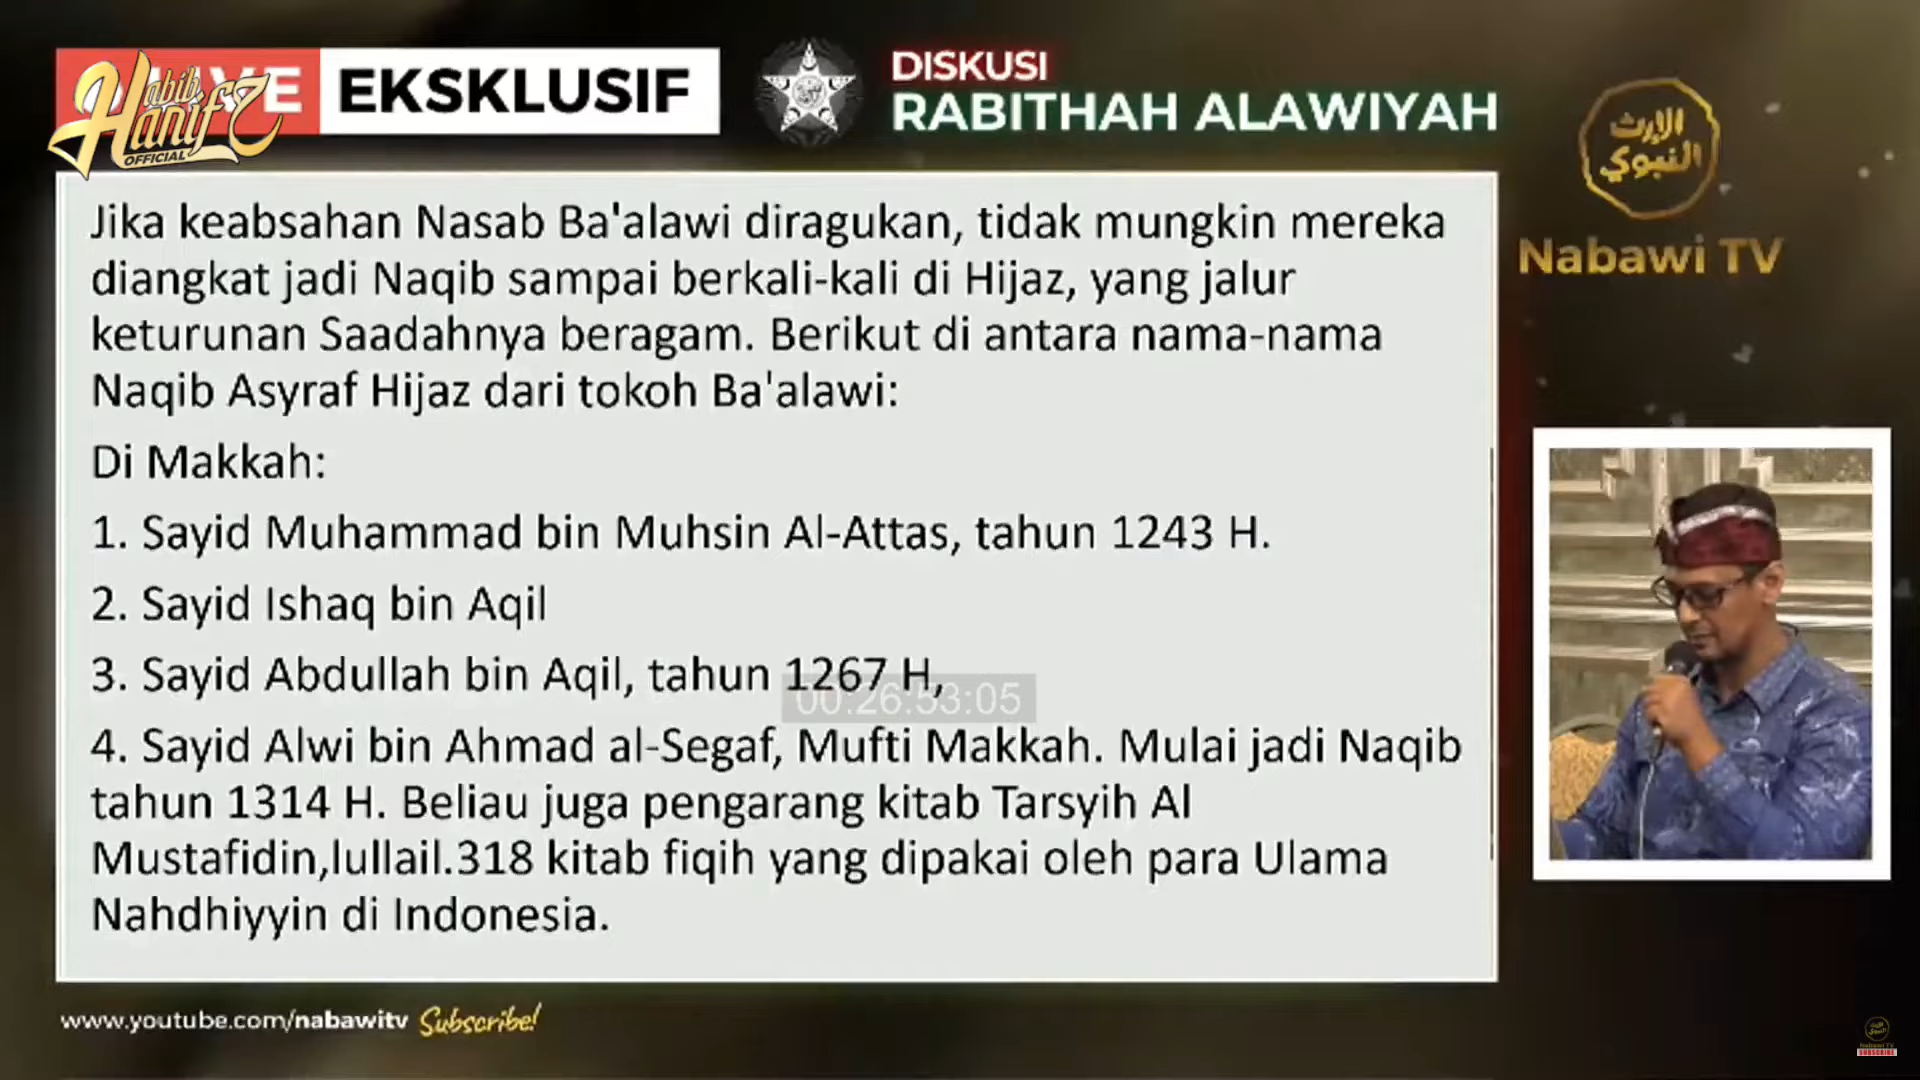 LIVE
Habib
Hanif
OFFICIAL
EKSKLUSIF
DISKUSI
RABITHAH ALAWIYAH
الإرث
النبوي
Nabawi TV
Jika keabsahan Nasab Ba'alawi diragukan, tidak mungkin mereka
diangkat jadi Naqib sampai berkali-kali di Hijaz, yang jalur
keturunan Saadahnya beragam. Berikut di antara nama-nama
Naqib Asyraf Hijaz dari tokoh Ba'alawi:
Di Makkah:
1. Sayid Muhammad bin Muhsin Al-Attas, tahun 1243 H.
2. Sayid Ishaq bin Aqil
3. Sayid Abdullah bin Aqil, tahun 1267 H,
00:26:53:05
4. Sayid Alwi bin Ahmad al-Segaf, Mufti Makkah. Mulai jadi Naqib
tahun 1314 H. Beliau juga pengarang kitab Tarsyih Al
Mustafidin,lullail.318 kitab fiqih yang dipakai oleh para Ulama
Nahdhiyyin di Indonesia.
www.youtube.com/nabawitv Subscribe!
Nabawi TV
SUBSCRIBE